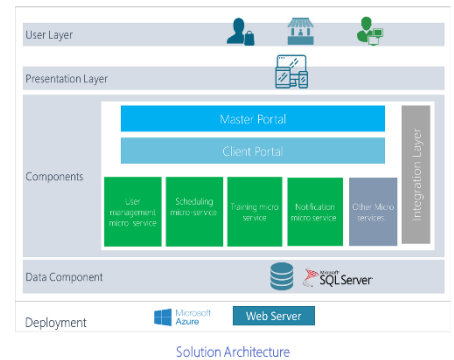 User Layer
Presentation Layer
Master Portal
Client Portal
Components
User
management
micro service
Scheduling
micro-service
Training micro
service
Notification
micro service
Other Micro
services...
Integration Layer
Data Component
Microsoft
SQL Server
Deployment
Microsoft
Azure
Web Server
Solution Architecture